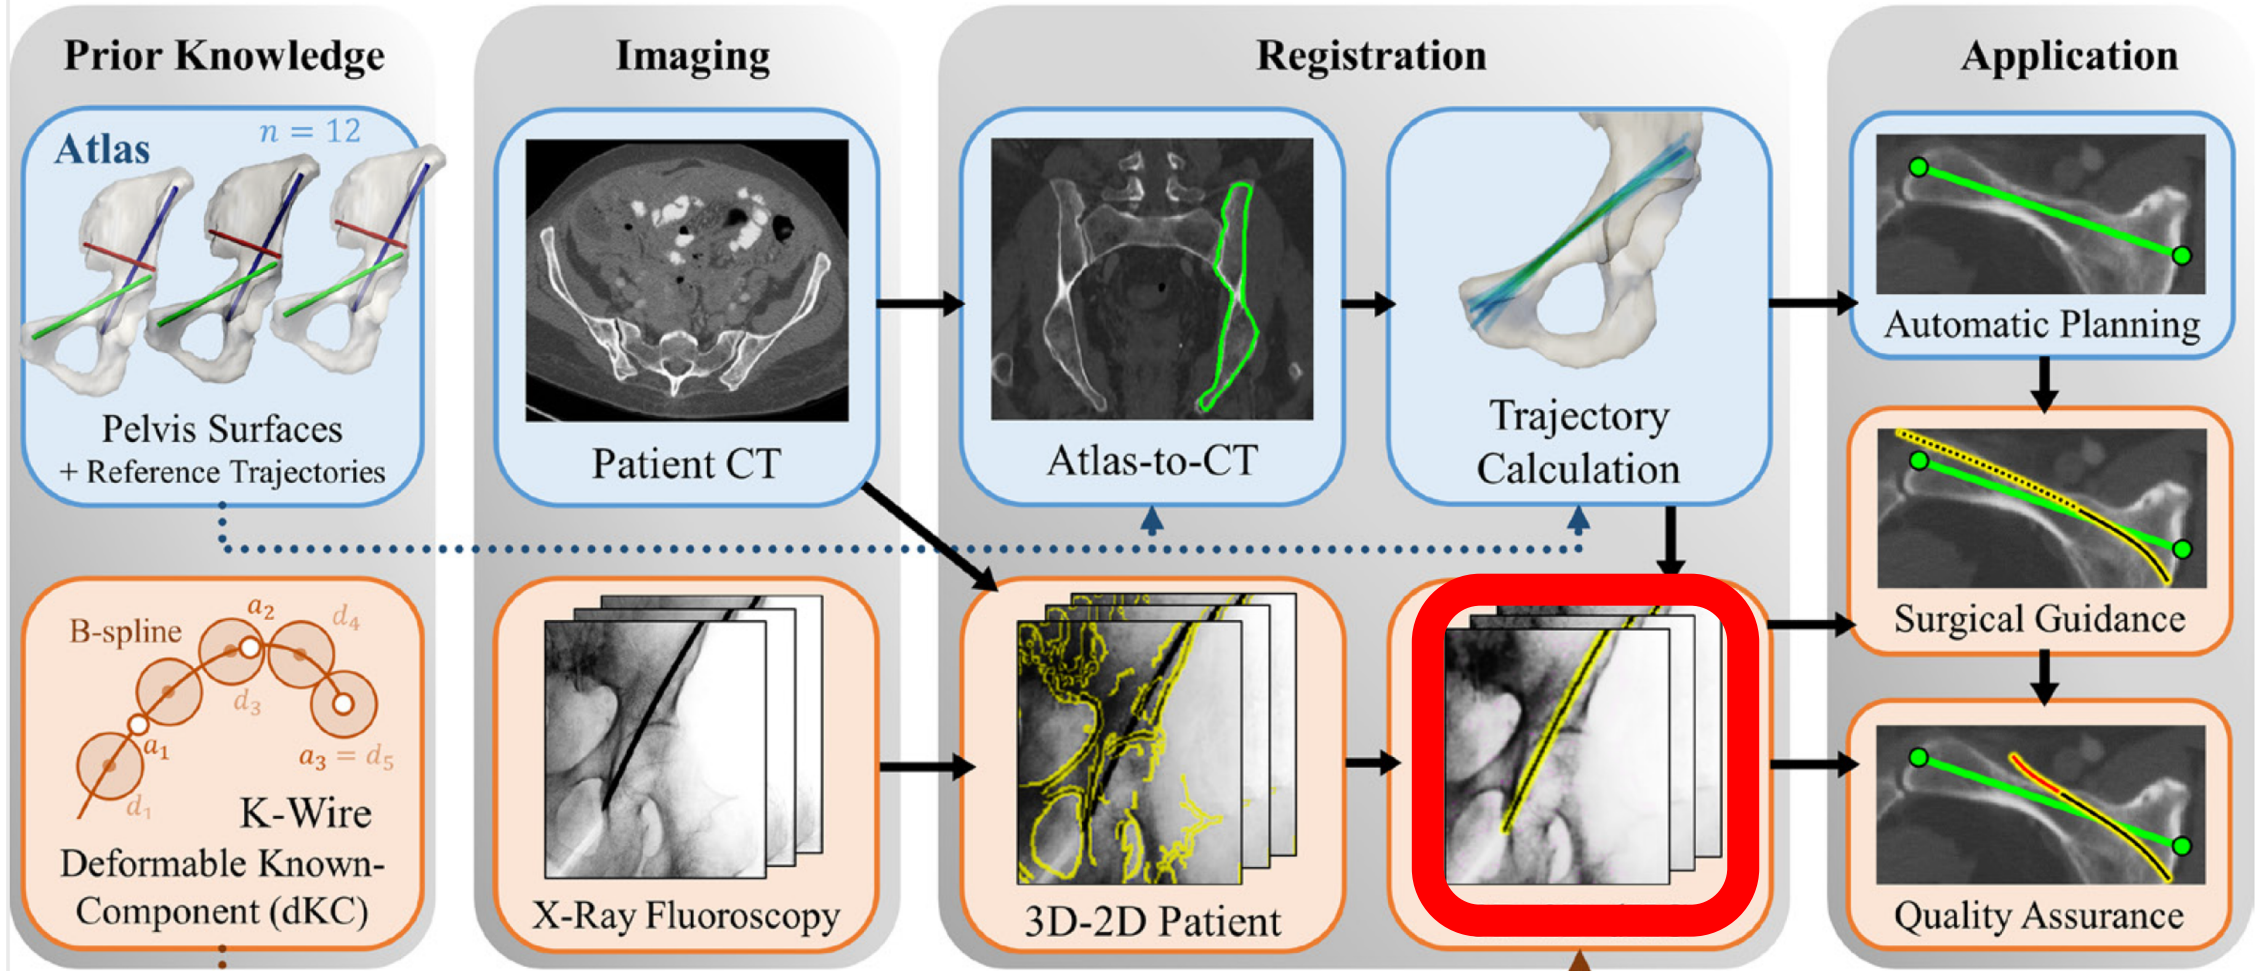 Prior Knowledge
Atlas
n = 12
Pelvis Surfaces
+ Reference Trajectories
B-spline
a₂
d₄
d₃
a₁
a₃ = d₅
d₁
K-Wire
Deformable Known-
Component (dKC)
Imaging
Patient CT
X-Ray Fluoroscopy
Registration
Atlas-to-CT
Trajectory
Calculation
3D-2D Patient
Application
Automatic Planning
Surgical Guidance
Quality Assurance